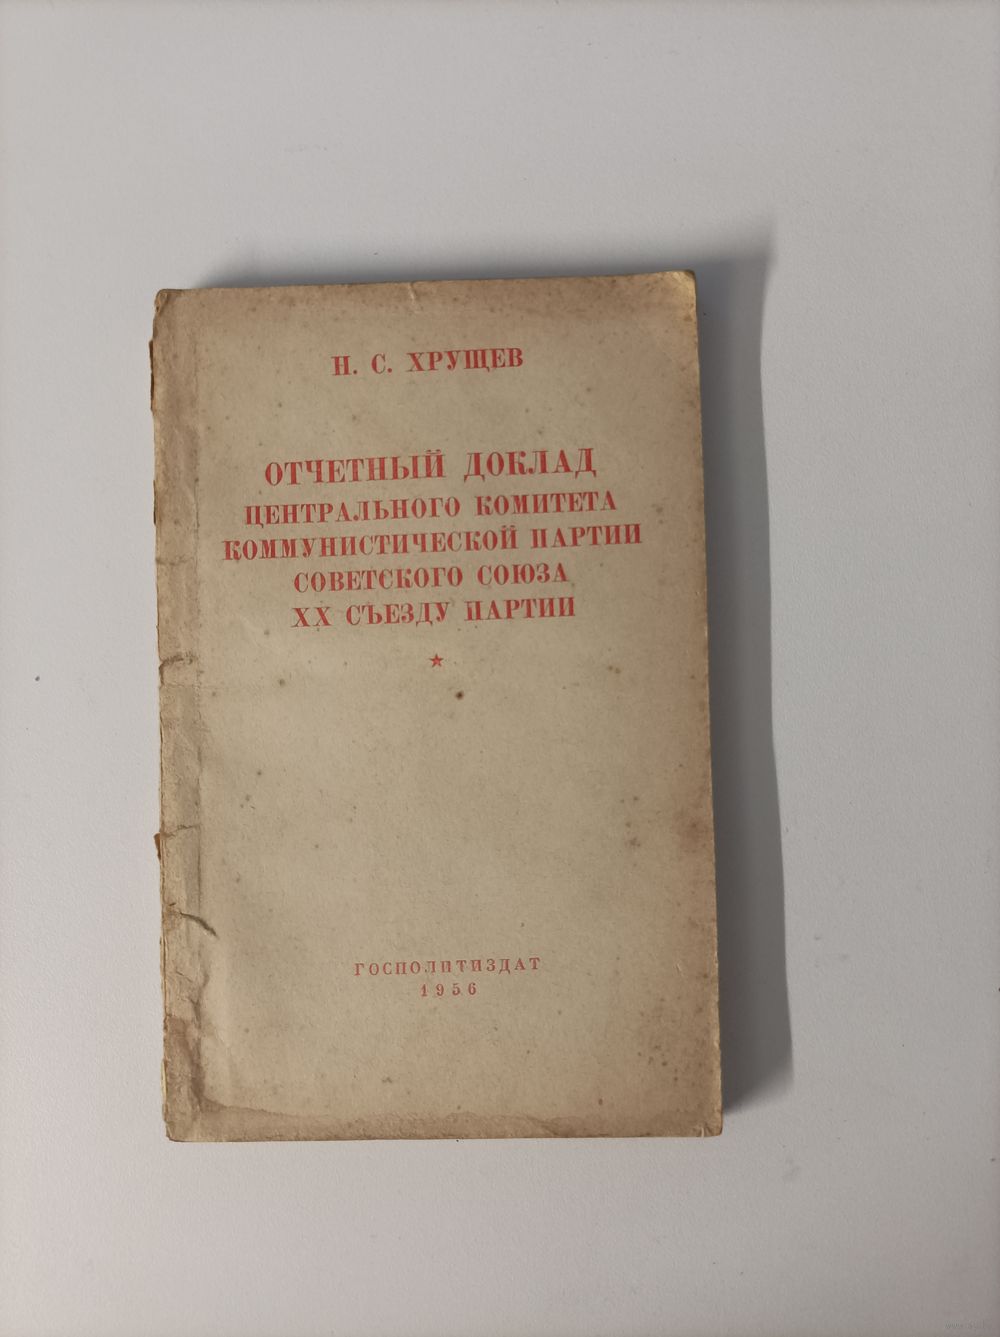 Н. С. ХРУЩЕВ
ОТЧЕТНЫЙ ДОКЛАД
ЦЕНТРАЛЬНОГО КОМИТЕТА
КОММУНИСТИЧЕСКОЙ ПАРТИИ
СОВЕТСКОГО СОЮЗА
XX СЪЕЗДУ ПАРТИИ
ГОСПОЛИТИЗДАТ
1956